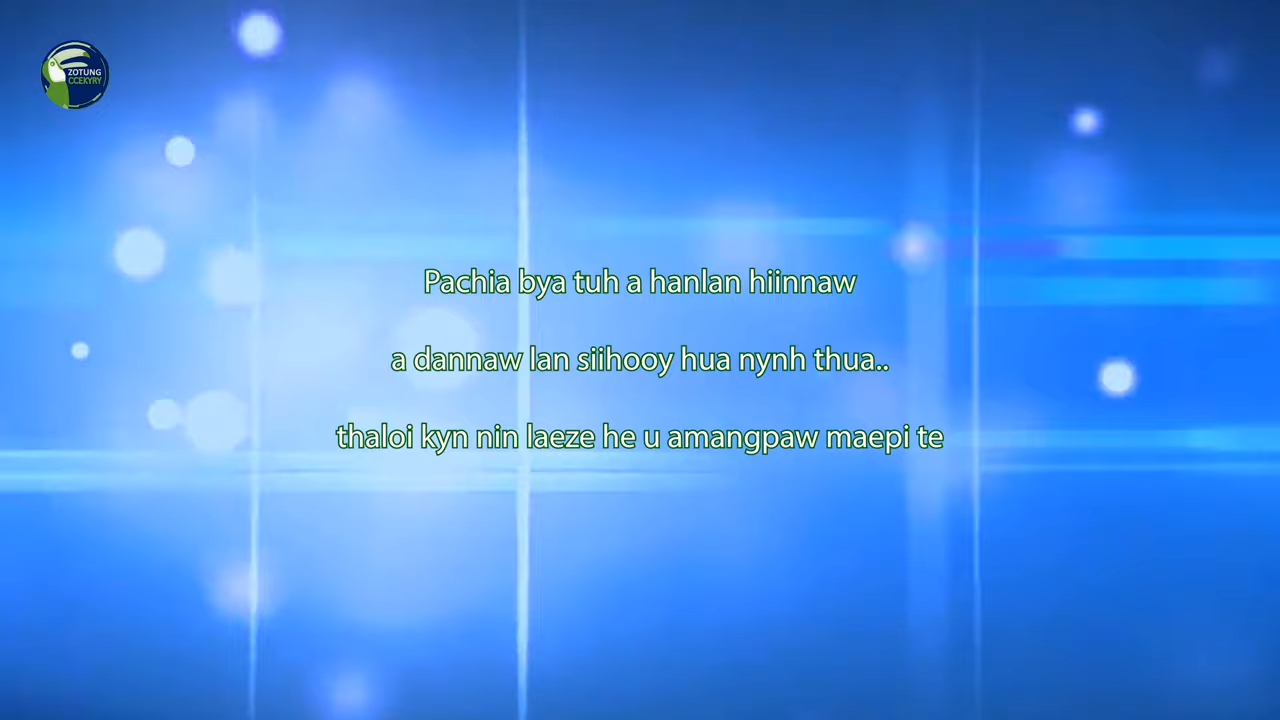 ZOTUNG
CCEKYRY
Pachia bya tuh a hanlan hiinnaw
a dannaw lan siihooy hua nynh thua..
thaloi kyn nin laeze he u amangpaw maepi te